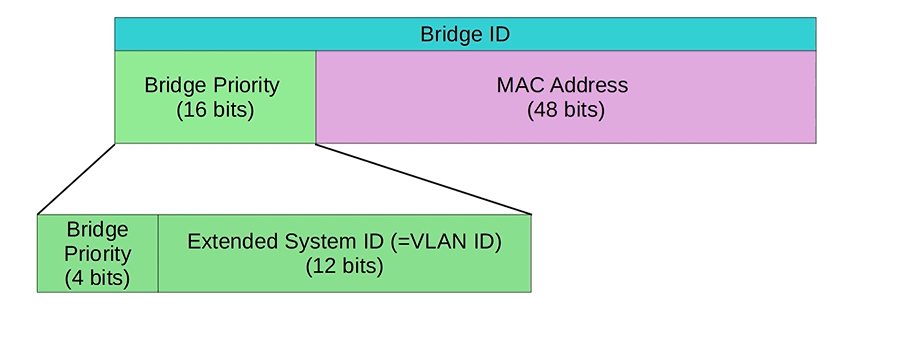 Bridge ID
Bridge Priority
(16 bits)
MAC Address
(48 bits)
Bridge
Priority
(4 bits)
Extended System ID (=VLAN ID)
(12 bits)